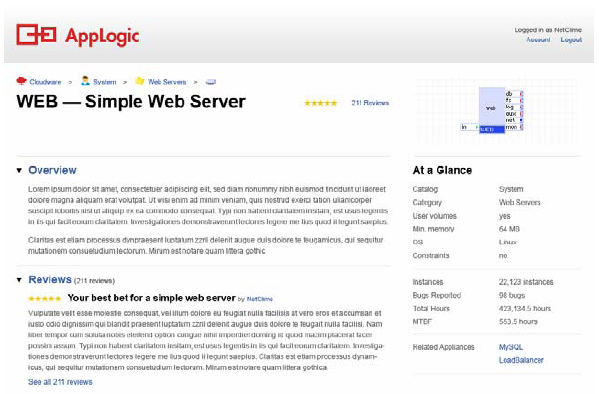 AppLogic
Logged in as NetClime
Account Logout
Cloudware > System > Web Servers >
WEB — Simple Web Server
211 Reviews
db
fs
log
aux
net
mon
web
in
Overview
Lorem ipsum dolor sit amet, consectetuer adipiscing elit, sed diam nonummy nibh euismod tincidunt ut laoreet
dolore magna aliquam erat volutpat. Ut wisi enim ad minim veniam, quis nostrud exerci tation ullamcorper
suscipit lobortis nisl ut aliquip ex ea commodo consequat. Typi non habent claritatem insitam, est usus legentis
in iis qui facit eorum claritatem. Investigationes demonstraverunt lectores legere me lius quod ii legunt saepius.
Claritas est etiam processus dynpraesent luptatum zzril delenit augue duis dolore te feugamicus, qui sequitur
mutationem consuetudium lectorum. Mirum est notare quam littera gothic
Reviews (211 reviews)
Your best bet for a simple web server by NetClime
Vulputate velit esse molestie consequat, vel illum dolore eu feugiat nulla facilisis at vero eros et accumsan et
iusto odio dignissim qui blandit praesent luptatum zzril delenit augue duis dolore te feugait nulla facilisi. Nam
liber tempor cum soluta nobis eleifend option congue nihil imperdiet doming id quod mazim placerat facer
possim assum. Typi non habent claritatem insitam, est usus legentis in iis qui facit eorum claritatem. Investiga-
tiones demonstraverunt lectores legere me lius quod ii legunt saepius. Claritas est etiam processus dynam-
icus, qui sequitur mutationem consuetudium lectorum. Mirum est notare quam littera gothica
See all 211 reviews
At a Glance
Catalog System
Category Web Servers
User volumes yes
Min. memory 64 MB
OS Linux
Constraints no
Instances 22,123 instances
Bugs Reported 98 bugs
Total Hours 423,134.5 hours
MTBF 553.5 hours
Related Appliances MySQL
LoadBalancer